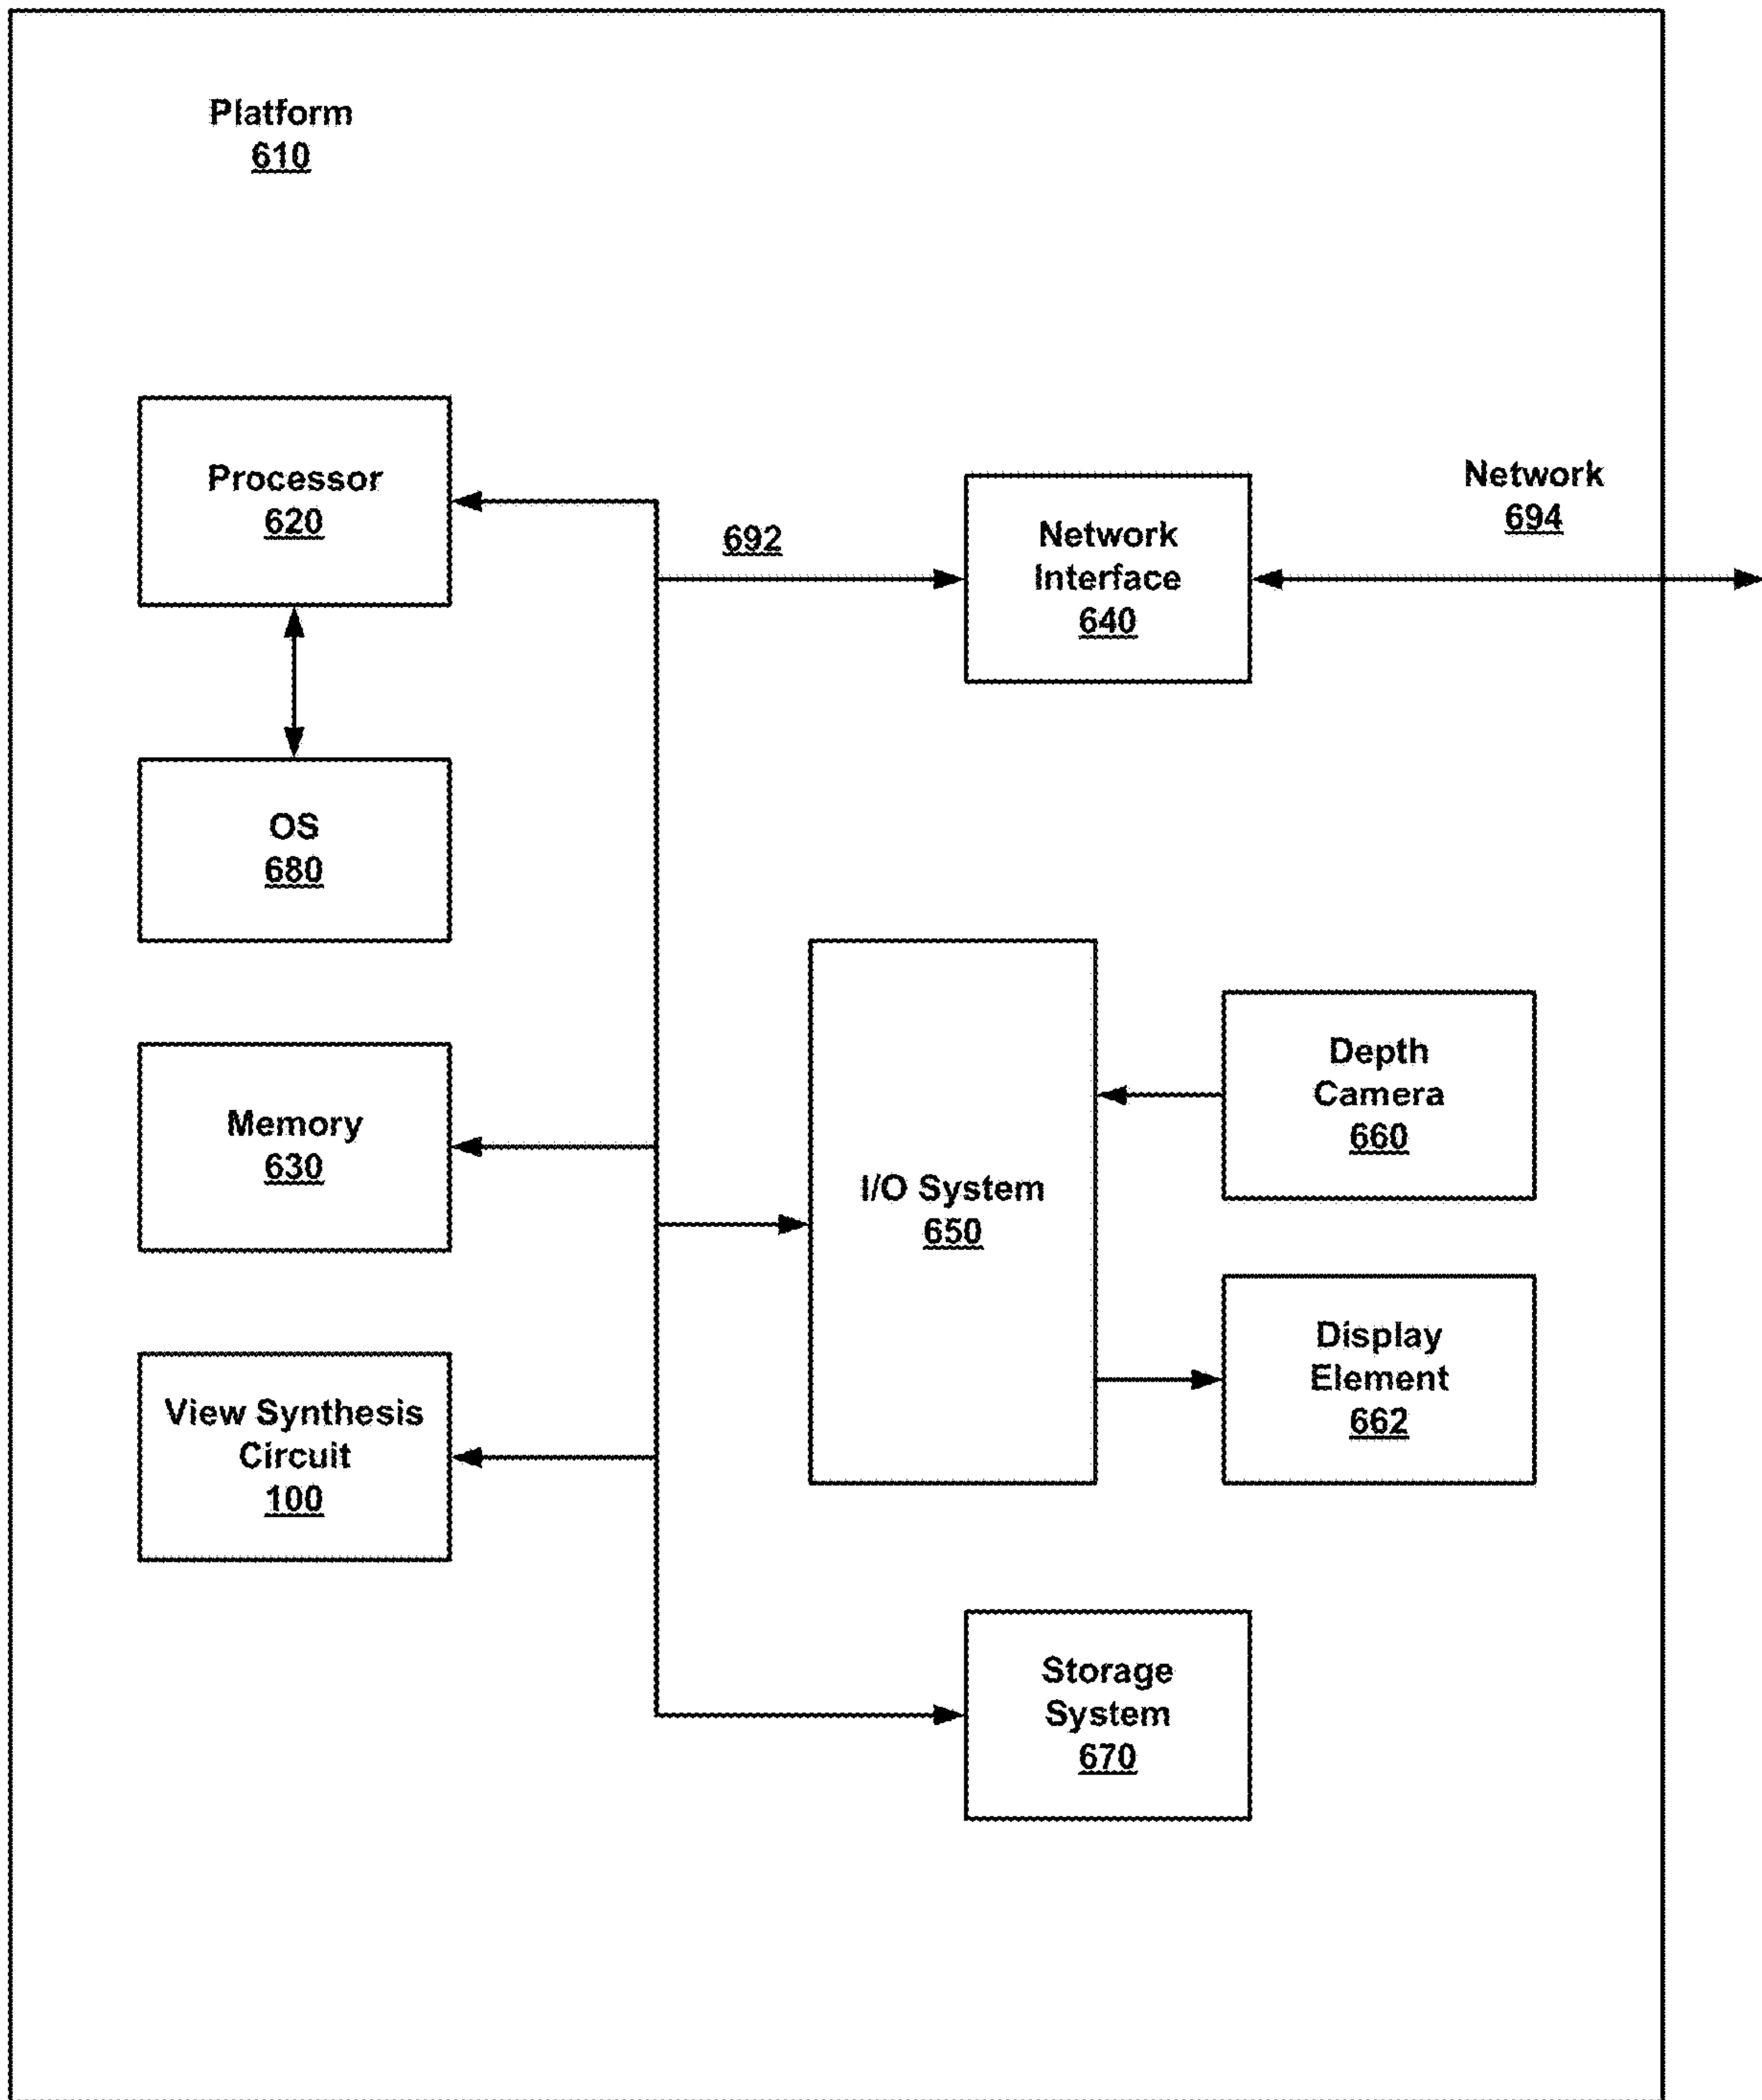 Platform
610
Processor
620
692
Network
Interface
640
Network
694
OS
680
Memory
630
I/O System
650
Depth
Camera
660
Display
Element
662
View Synthesis
Circuit
100
Storage
System
670